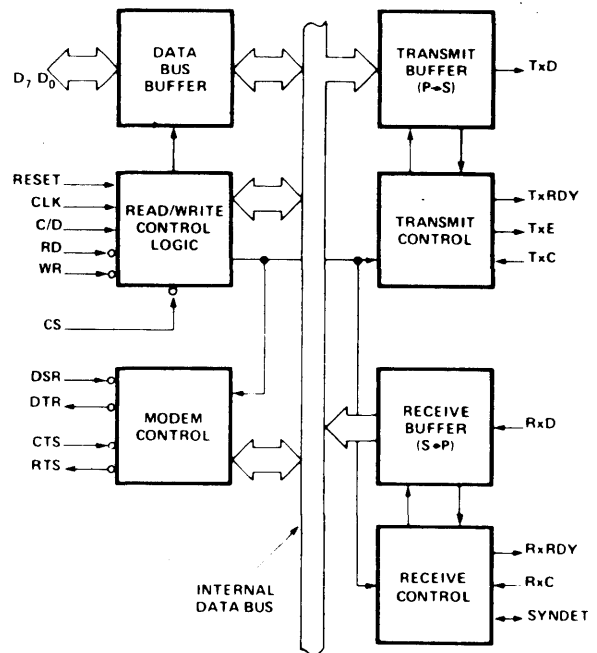 DATA
BUS
BUFFER
D7 D0
TRANSMIT
BUFFER
(P→S)
TxD
RESET
CLK
C/D
RD
WR
CS
READ/WRITE
CONTROL
LOGIC
TRANSMIT
CONTROL
TxRDY
TxE
TxC
DSR
DTR
CTS
RTS
MODEM
CONTROL
RECEIVE
BUFFER
(S→P)
RxD
INTERNAL
DATA BUS
RECEIVE
CONTROL
RxRDY
RxC
SYNDET